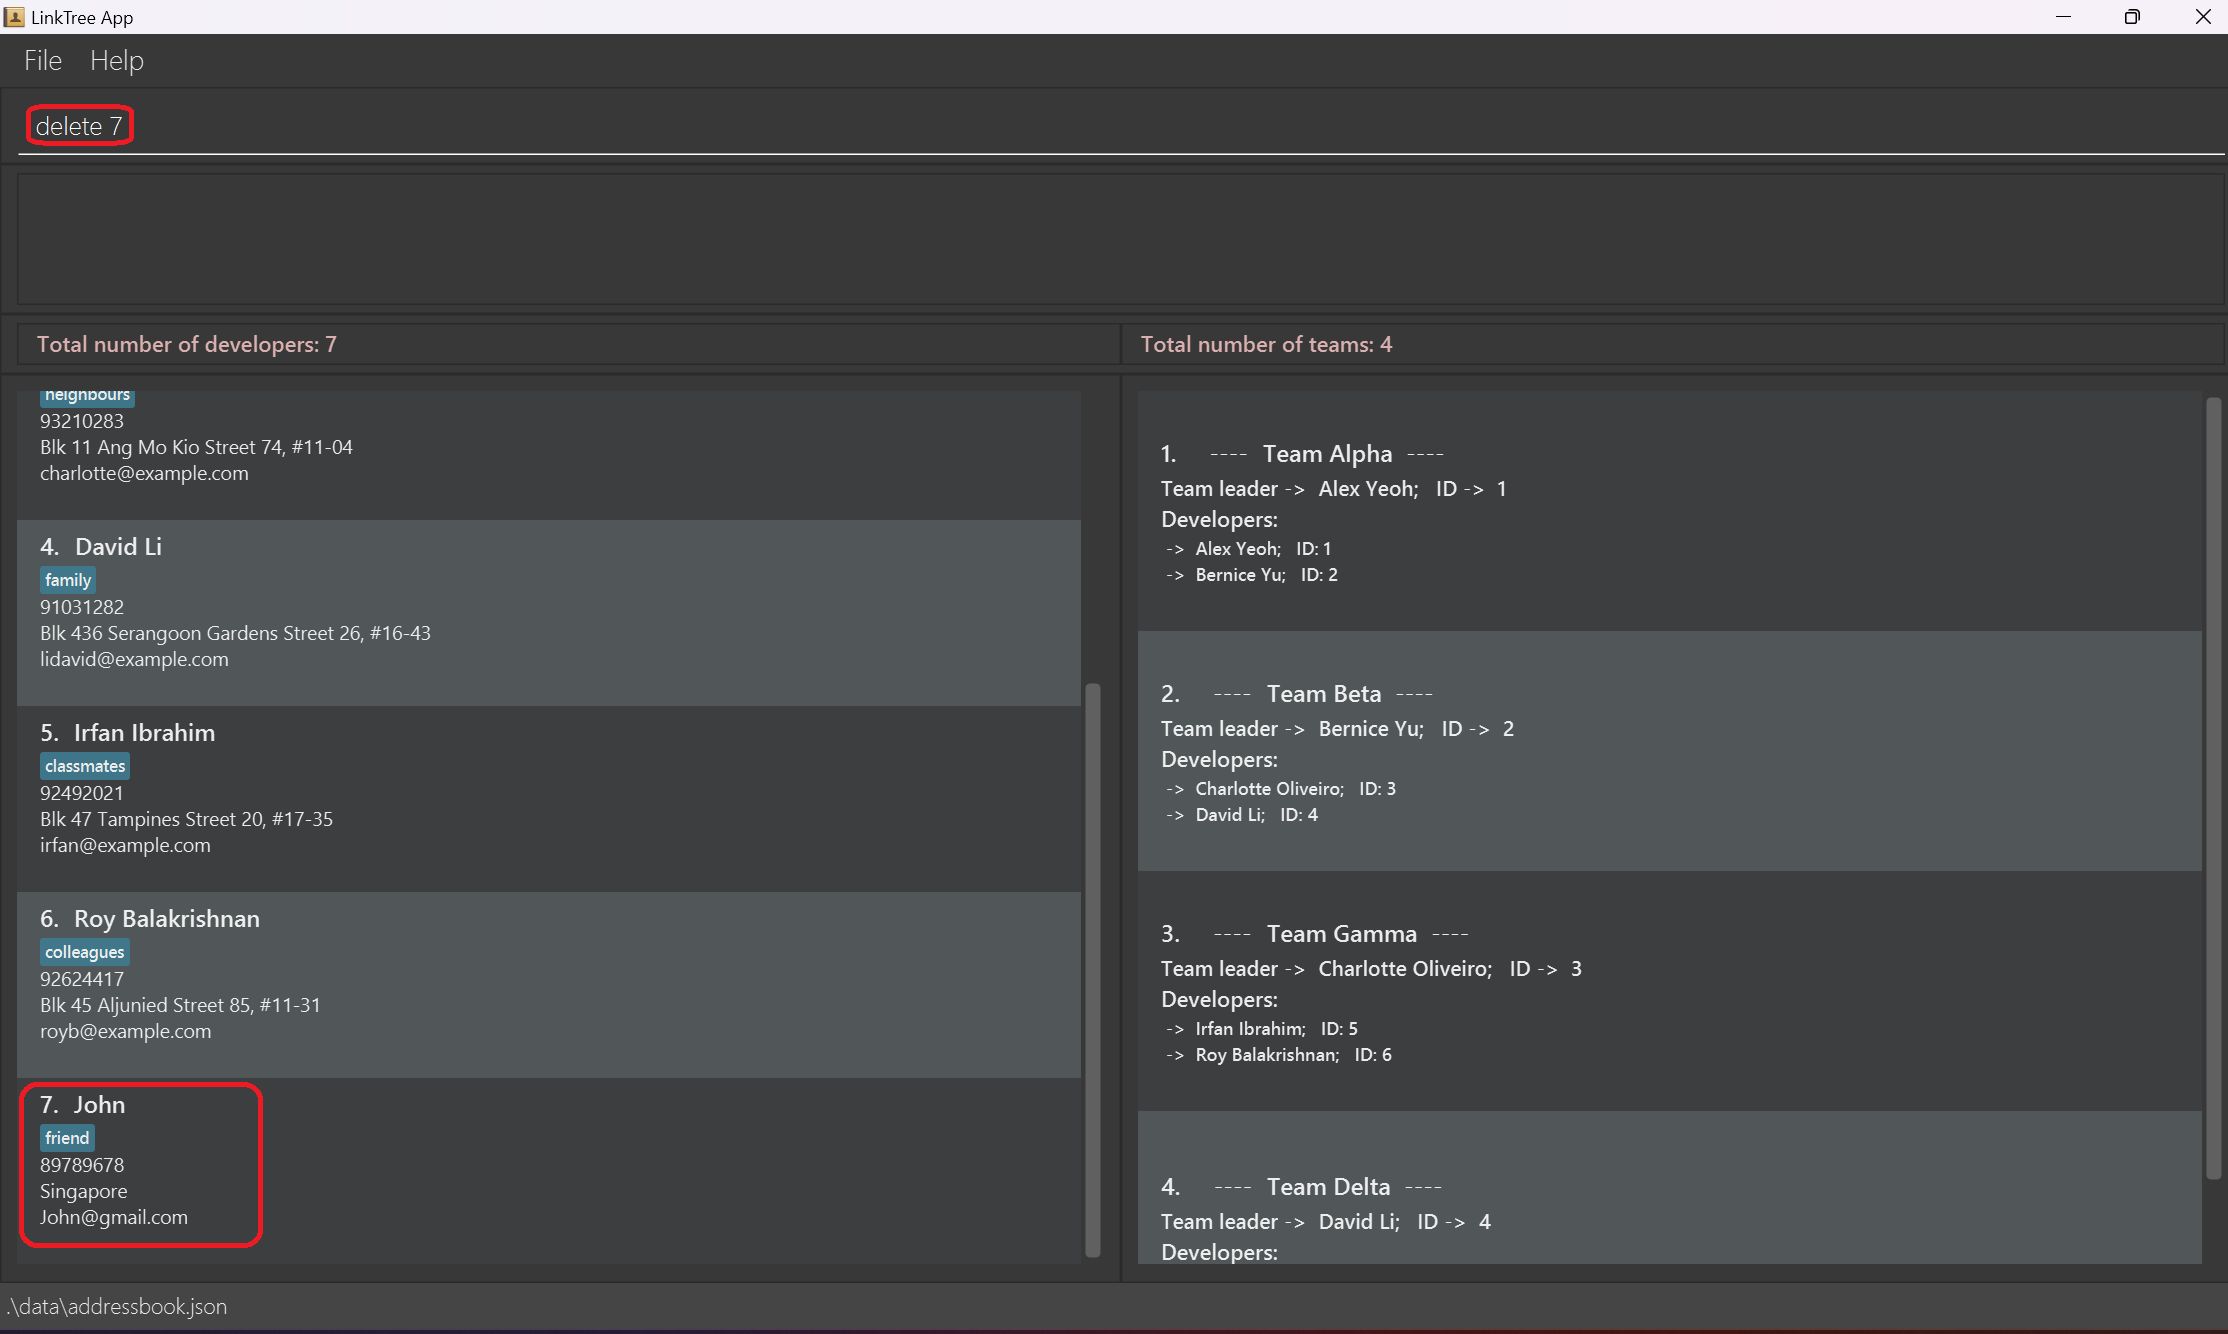 LinkTree App
File Help
delete 7
Total number of developers: 7
Total number of teams: 4
neighbours
93210283
Blk 11 Ang Mo Kio Street 74, #11-04
charlotte@example.com
4. David Li
family
91031282
Blk 436 Serangoon Gardens Street 26, #16-43
lidavid@example.com
5. Irfan Ibrahim
classmates
92492021
Blk 47 Tampines Street 20, #17-35
irfan@example.com
6. Roy Balakrishnan
colleagues
92624417
Blk 45 Aljunied Street 85, #11-31
royb@example.com
7. John
friend
89789678
Singapore
John@gmail.com
1. ---- Team Alpha ----
Team leader -> Alex Yeoh; ID -> 1
Developers:
-> Alex Yeoh; ID: 1
-> Bernice Yu; ID: 2
2. ---- Team Beta ----
Team leader -> Bernice Yu; ID -> 2
Developers:
-> Charlotte Oliveiro; ID: 3
-> David Li; ID: 4
3. ---- Team Gamma ----
Team leader -> Charlotte Oliveiro; ID -> 3
Developers:
-> Irfan Ibrahim; ID: 5
-> Roy Balakrishnan; ID: 6
4. ---- Team Delta ----
Team leader -> David Li; ID -> 4
Developers:
.\data\addressbook.json